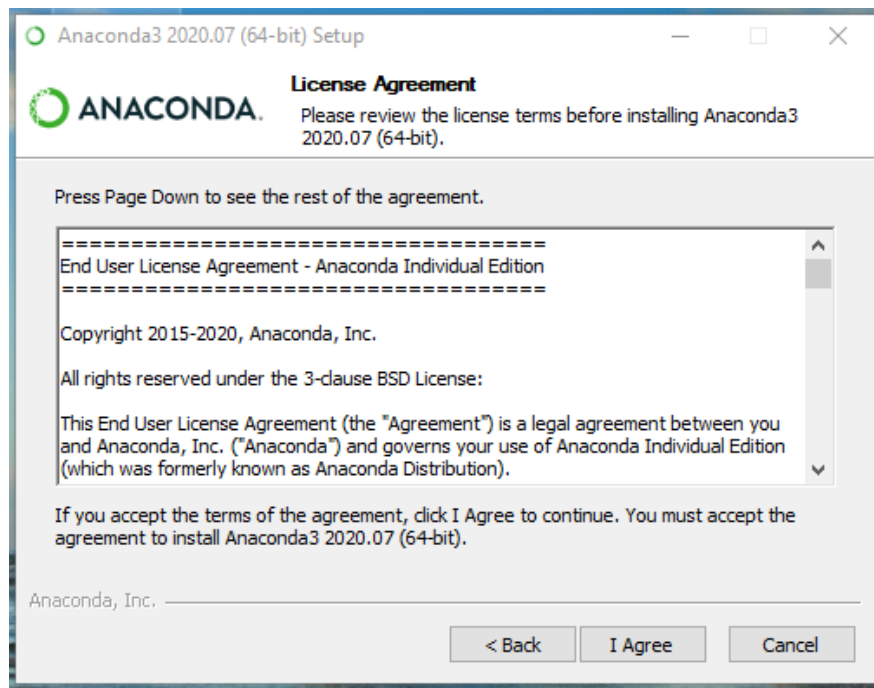 Anaconda3 2020.07 (64-bit) Setup
License Agreement
ANACONDA.
Please review the license terms before installing Anaconda3
2020.07 (64-bit).
Press Page Down to see the rest of the agreement.
===================================
End User License Agreement - Anaconda Individual Edition
===================================
Copyright 2015-2020, Anaconda, Inc.
All rights reserved under the 3-clause BSD License:
This End User License Agreement (the "Agreement") is a legal agreement between you
and Anaconda, Inc. ("Anaconda") and governs your use of Anaconda Individual Edition
(which was formerly known as Anaconda Distribution).
If you accept the terms of the agreement, click I Agree to continue. You must accept the
agreement to install Anaconda3 2020.07 (64-bit).
Anaconda, Inc.
< Back
I Agree
Cancel